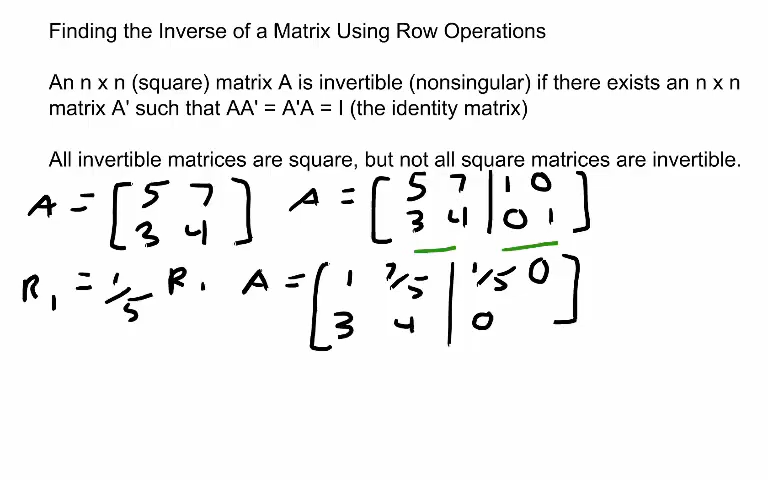 Finding the Inverse of a Matrix Using Row Operations
An n x n (square) matrix A is invertible (nonsingular) if there exists an n x n
matrix A' such that AA' = A'A = I (the identity matrix)
All invertible matrices are square, but not all square matrices are invertible.
A = [ 5 7 ] A = [ 5 7 | 1 0 ]
[ 3 4 ] [ 3 4 | 0 1 ]
R₁ = 1/5 R₁ A = [ 1 7/5 | 1/5 0 ]
[ 3 4 | 0 ]